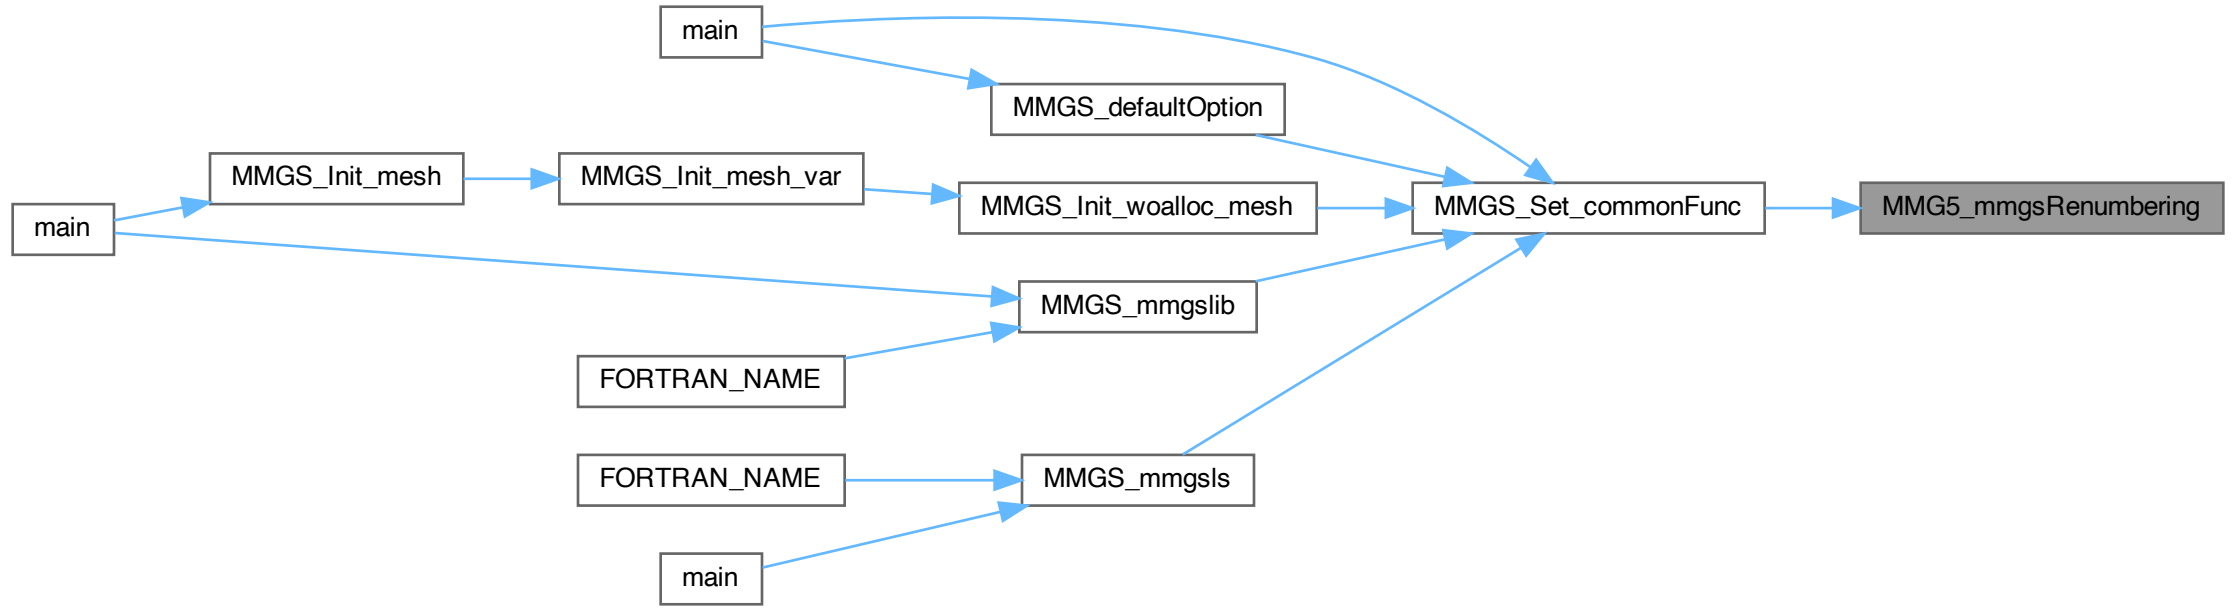 main
MMGS_defaultOption
MMGS_Init_mesh
MMGS_Init_mesh_var
MMGS_Init_woalloc_mesh
MMGS_Set_commonFunc
MMG5_mmgsRenumbering
main
MMGS_mmgslib
FORTRAN_NAME
FORTRAN_NAME
MMGS_mmgsls
main